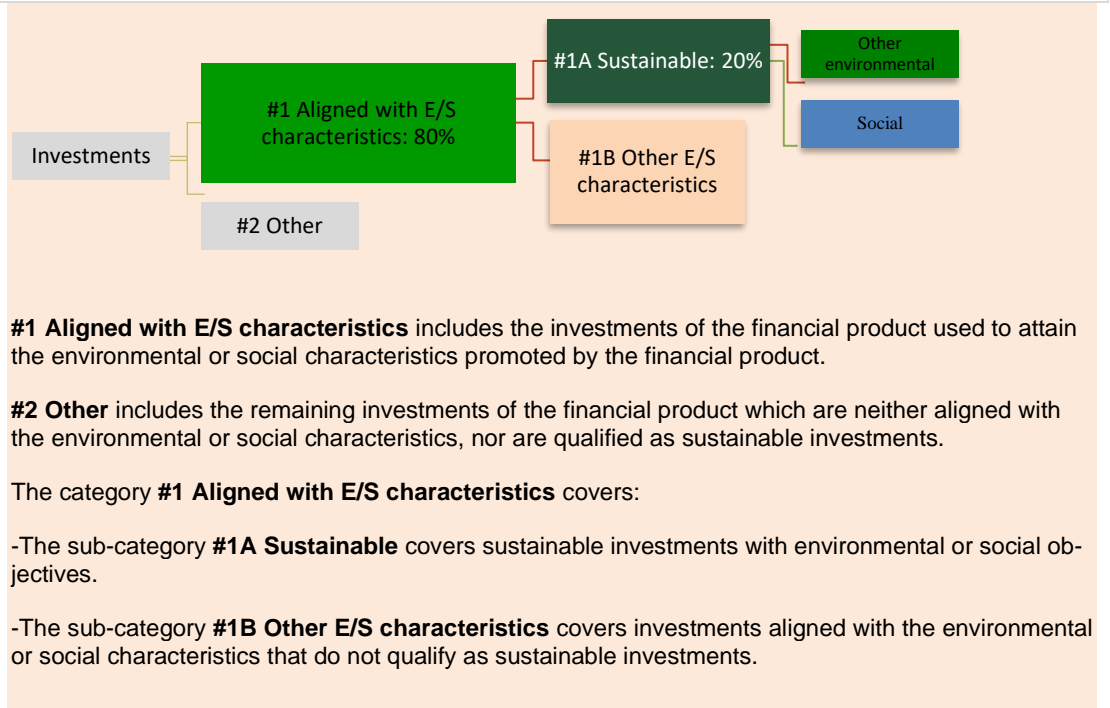 Investments
#1 Aligned with E/S
characteristics: 80%
#2 Other
#1A Sustainable: 20%
#1B Other E/S
characteristics
Other
environmental
Social
#1 Aligned with E/S characteristics includes the investments of the financial product used to attain
the environmental or social characteristics promoted by the financial product.
#2 Other includes the remaining investments of the financial product which are neither aligned with
the environmental or social characteristics, nor are qualified as sustainable investments.
The category #1 Aligned with E/S characteristics covers:
-The sub-category #1A Sustainable covers sustainable investments with environmental or social ob-
jectives.
-The sub-category #1B Other E/S characteristics covers investments aligned with the environmental
or social characteristics that do not qualify as sustainable investments.